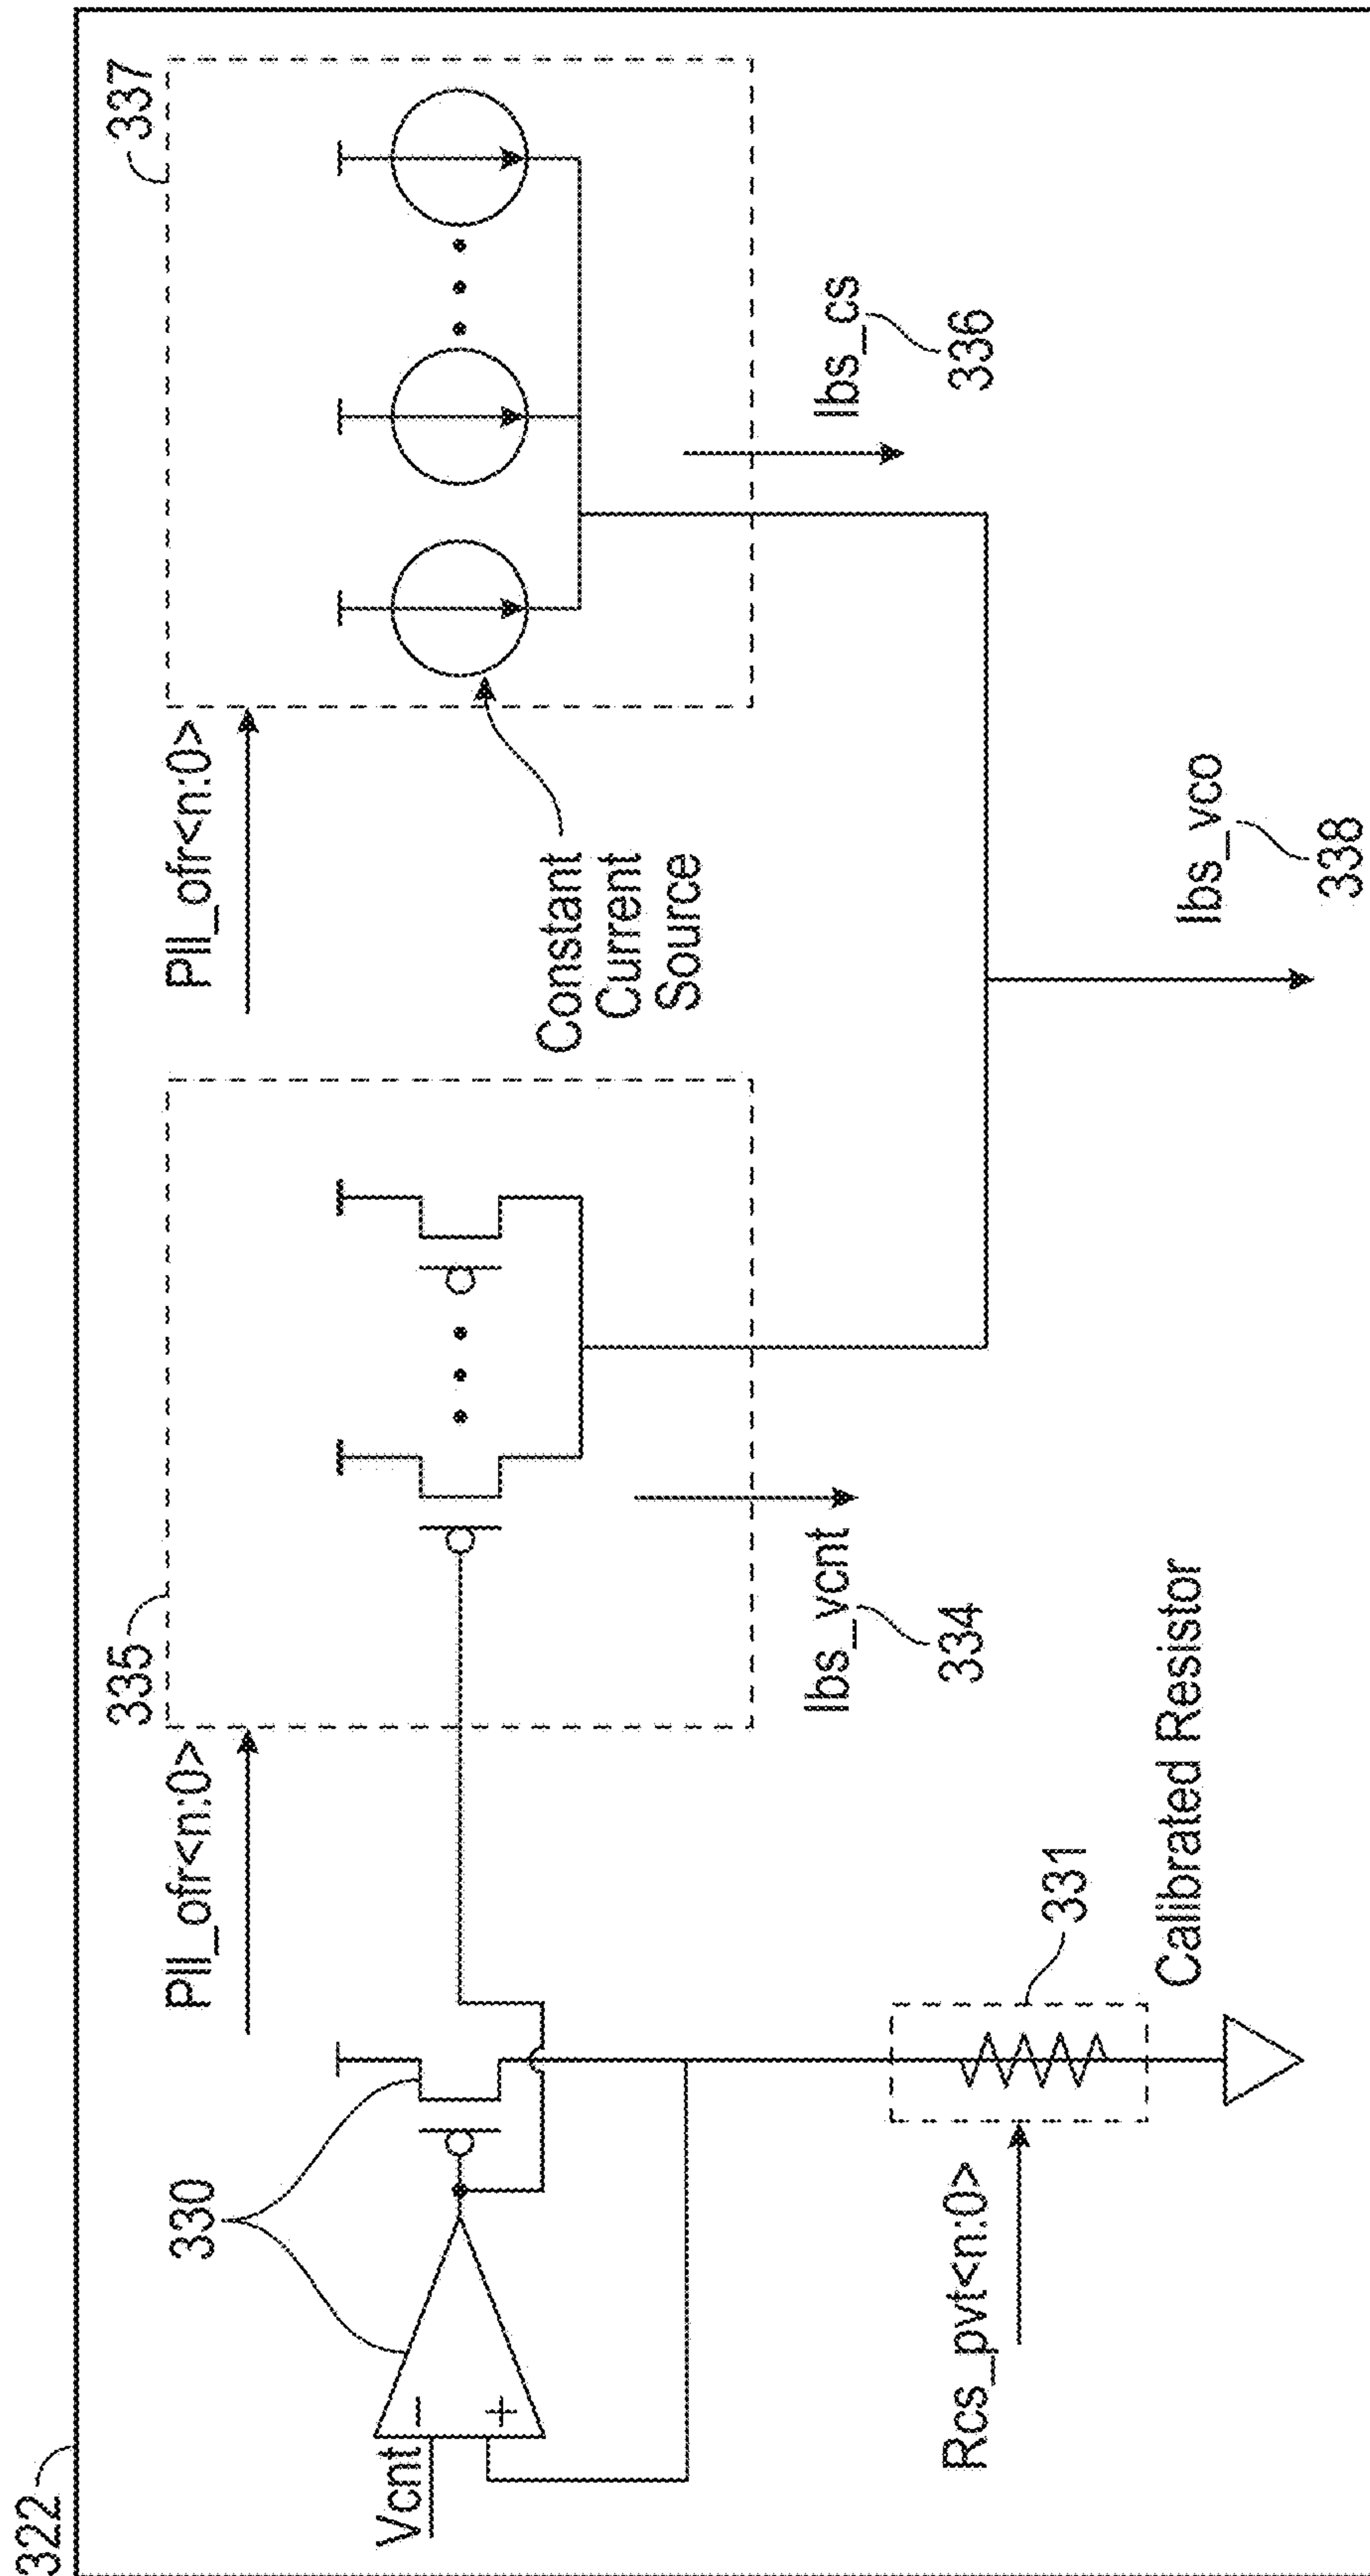 322
Vcnt
330
Pll_ofr<n:0>
335
Pll_ofr<n:0>
337
Constant
Current
Source
Ibs_vcnt
334
Ibs_cs
336
Rcs_pvt<n:0>
331
Calibrated Resistor
Ibs_vco
338
−
+